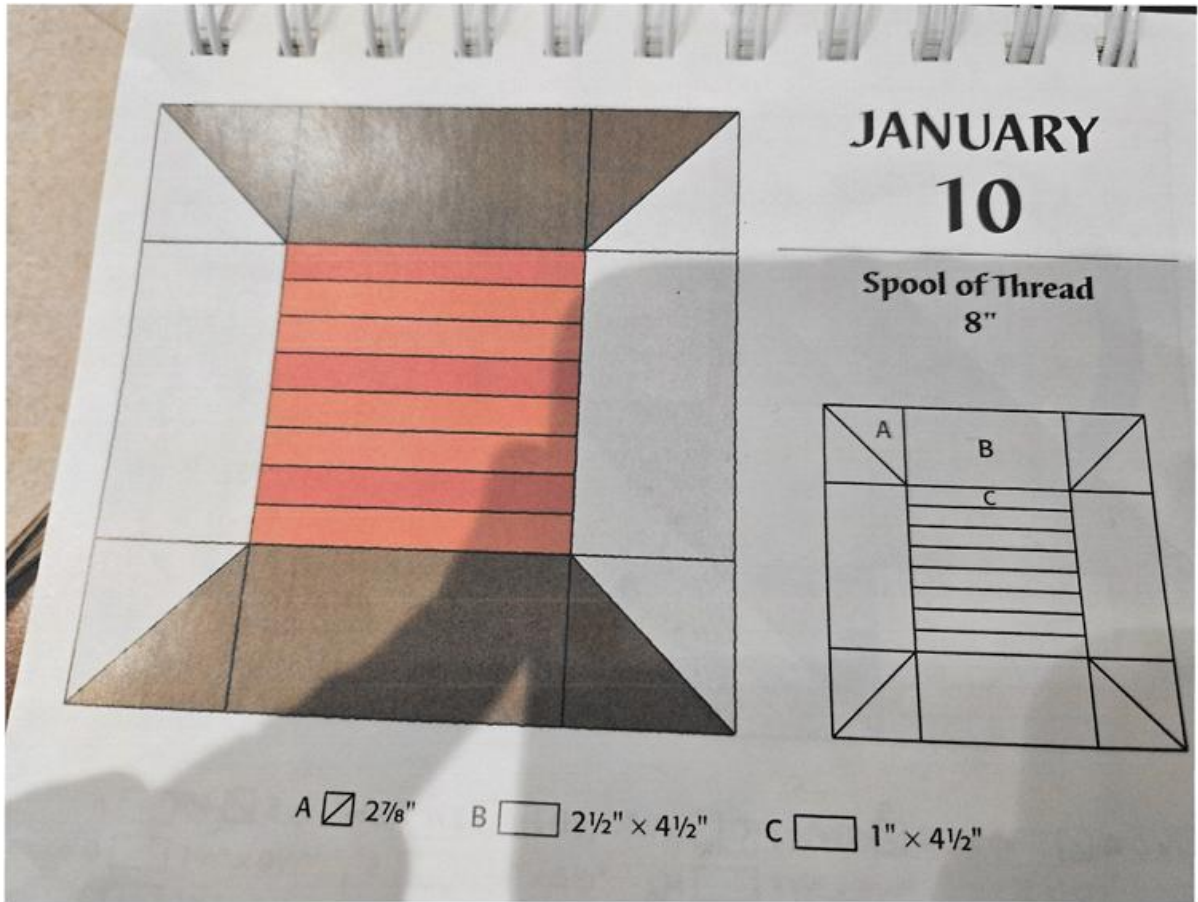 JANUARY
10
Spool of Thread
8"
A
B
C
A 2⅞" B 2½" × 4½" C 1" × 4½"